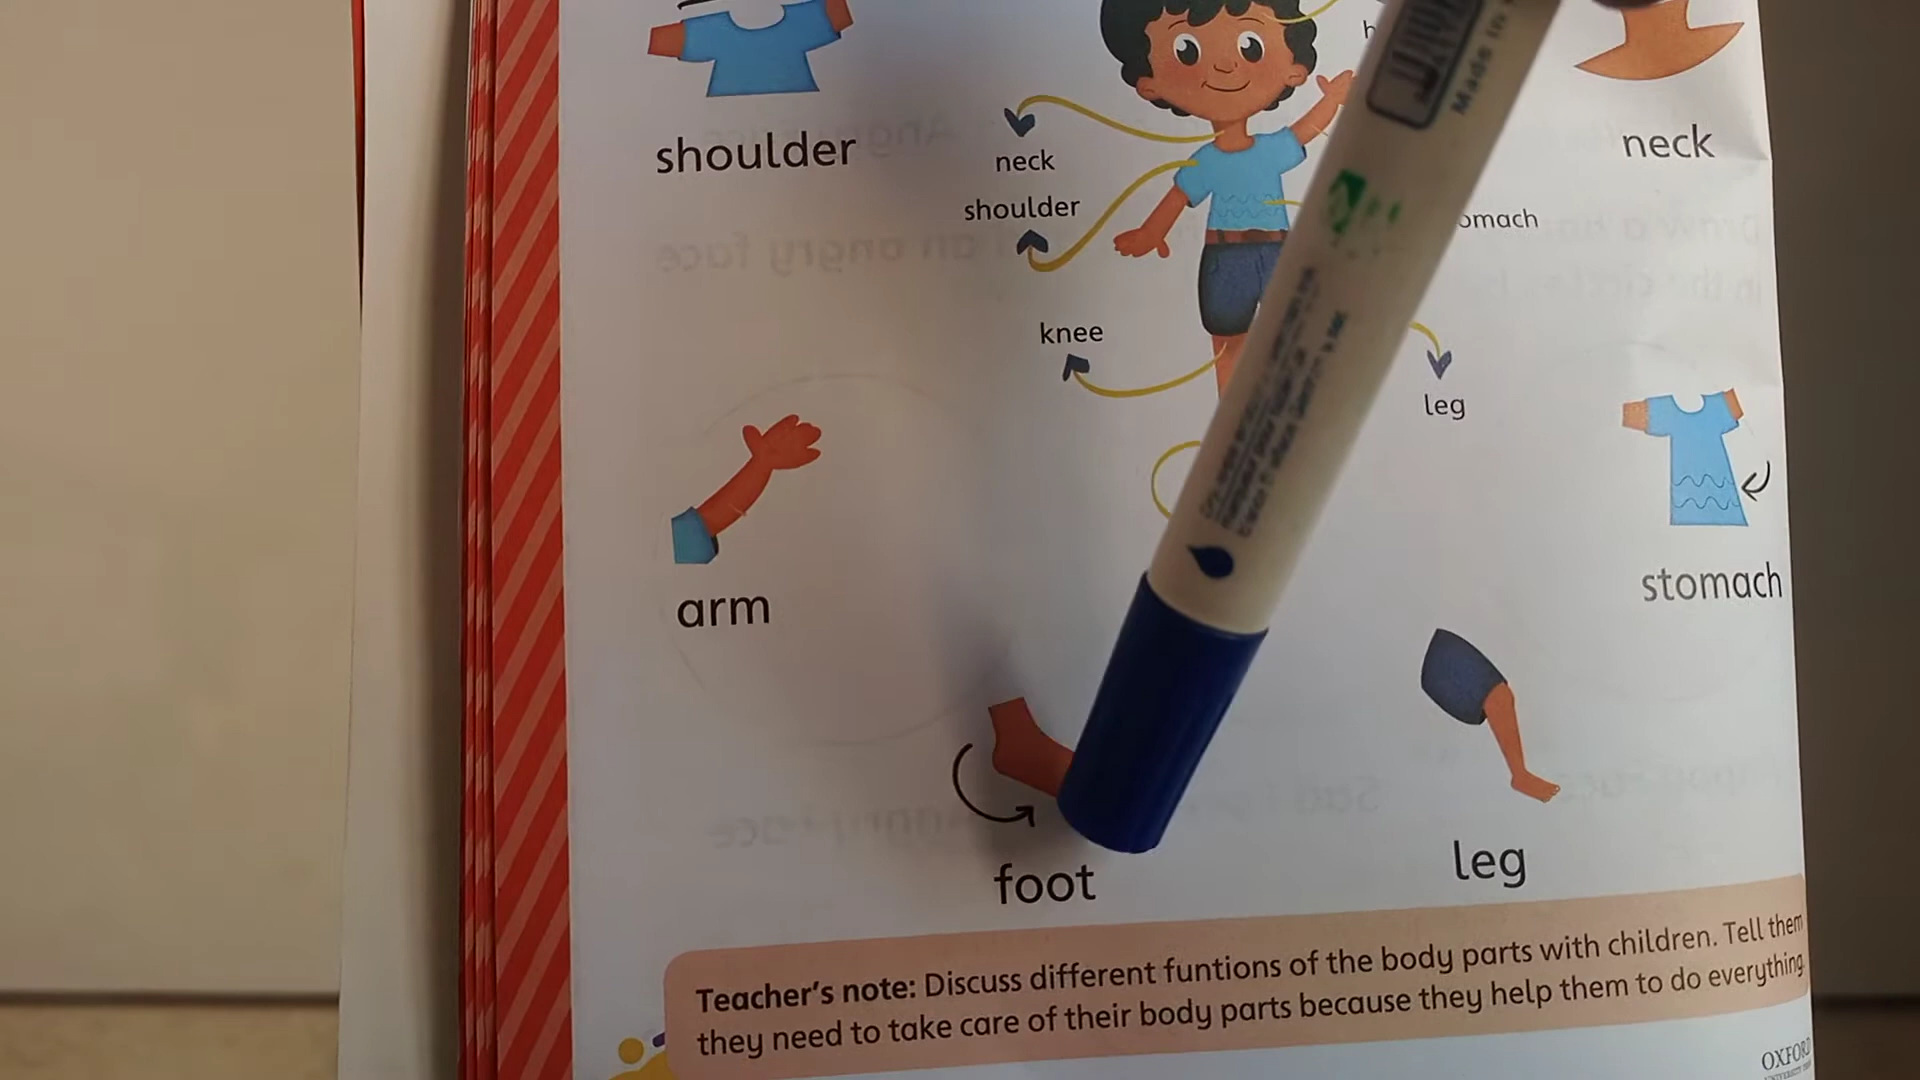 shoulder
neck
neck
shoulder
omach
knee
leg
arm
stomach
foot
leg
Teacher's note: Discuss different funtions of the body parts with children. Tell them
they need to take care of their body parts because they help them to do everything.
OXFORD
Made in